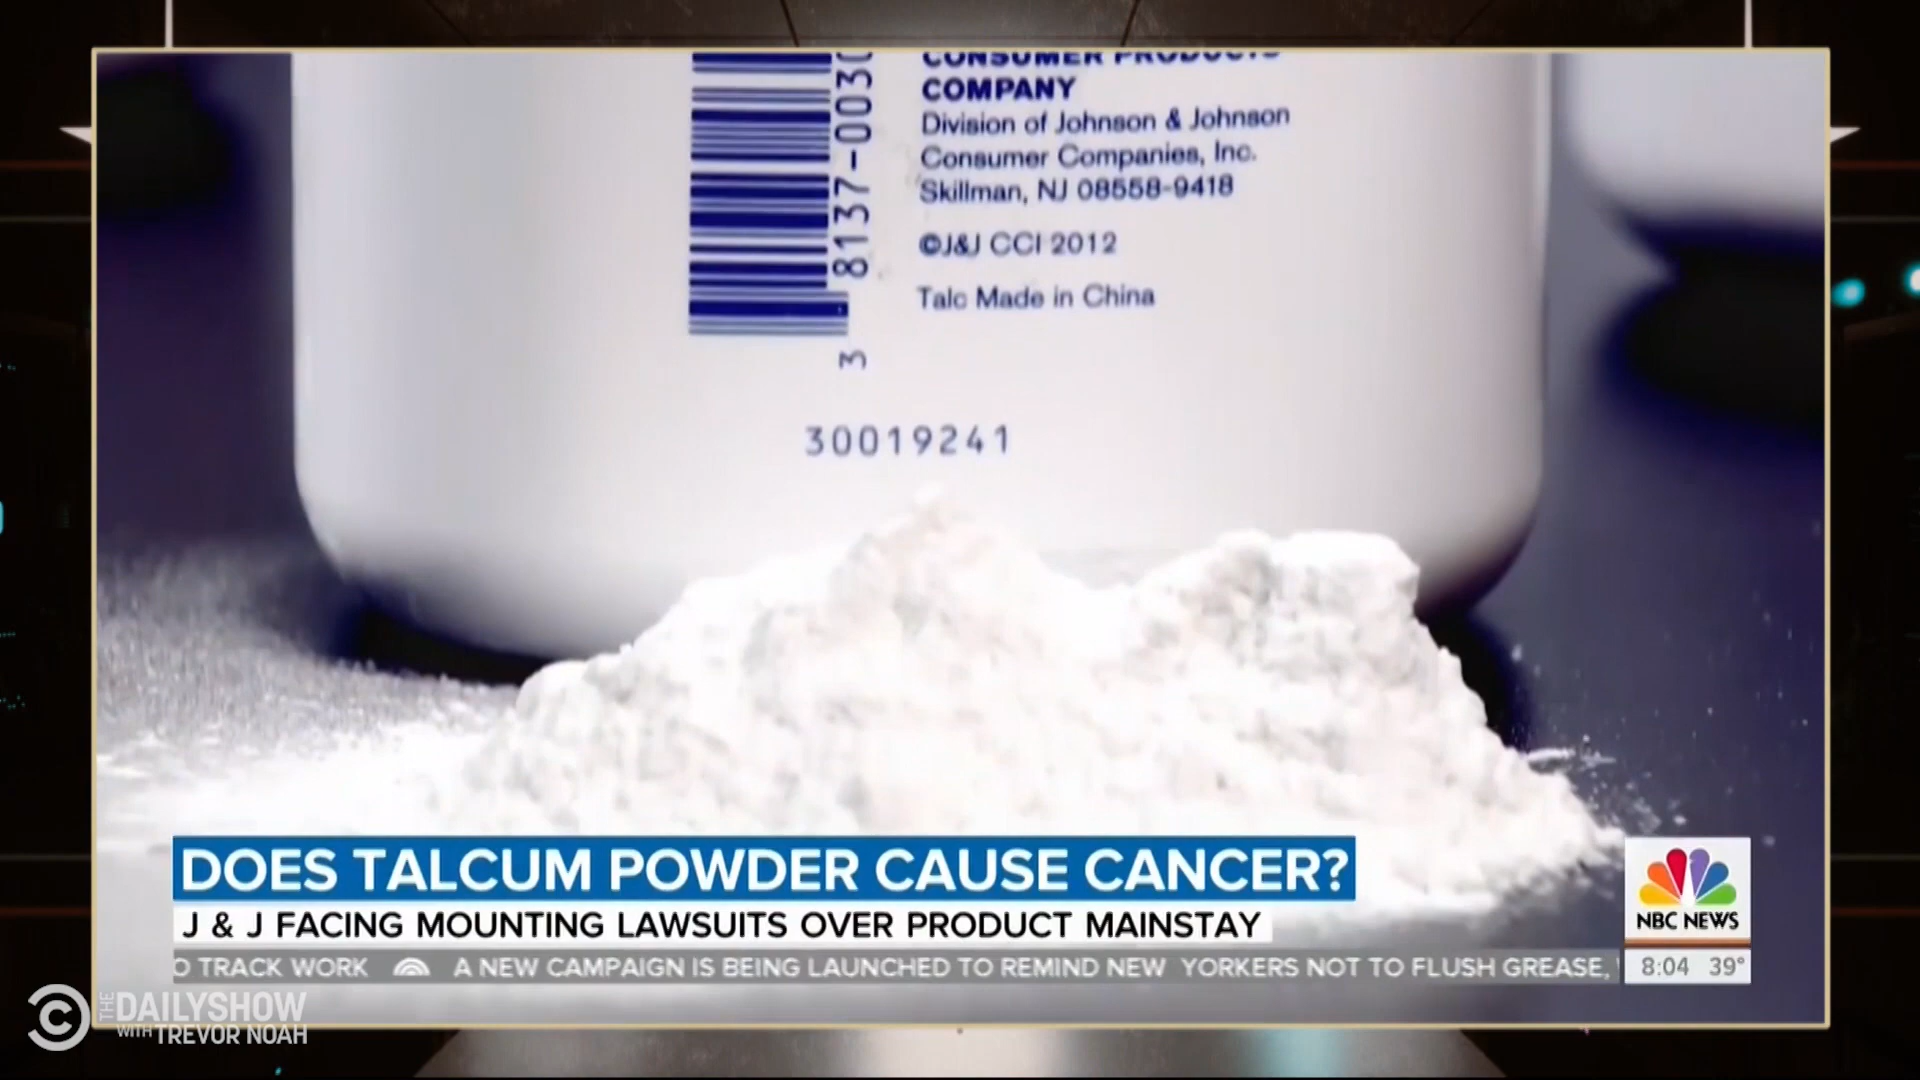 CONSUMER PRODUCTS
COMPANY
Division of Johnson & Johnson
Consumer Companies, Inc.
Skillman, NJ 08558-9418
©J&J CCI 2012
Talc Made in China
8137-003
3
30019241
DOES TALCUM POWDER CAUSE CANCER?
J & J FACING MOUNTING LAWSUITS OVER PRODUCT MAINSTAY
NBC NEWS
O TRACK WORK A NEW CAMPAIGN IS BEING LAUNCHED TO REMIND NEW YORKERS NOT TO FLUSH GREASE,
8:04 39°
THE DAILY SHOW
WITH TREVOR NOAH